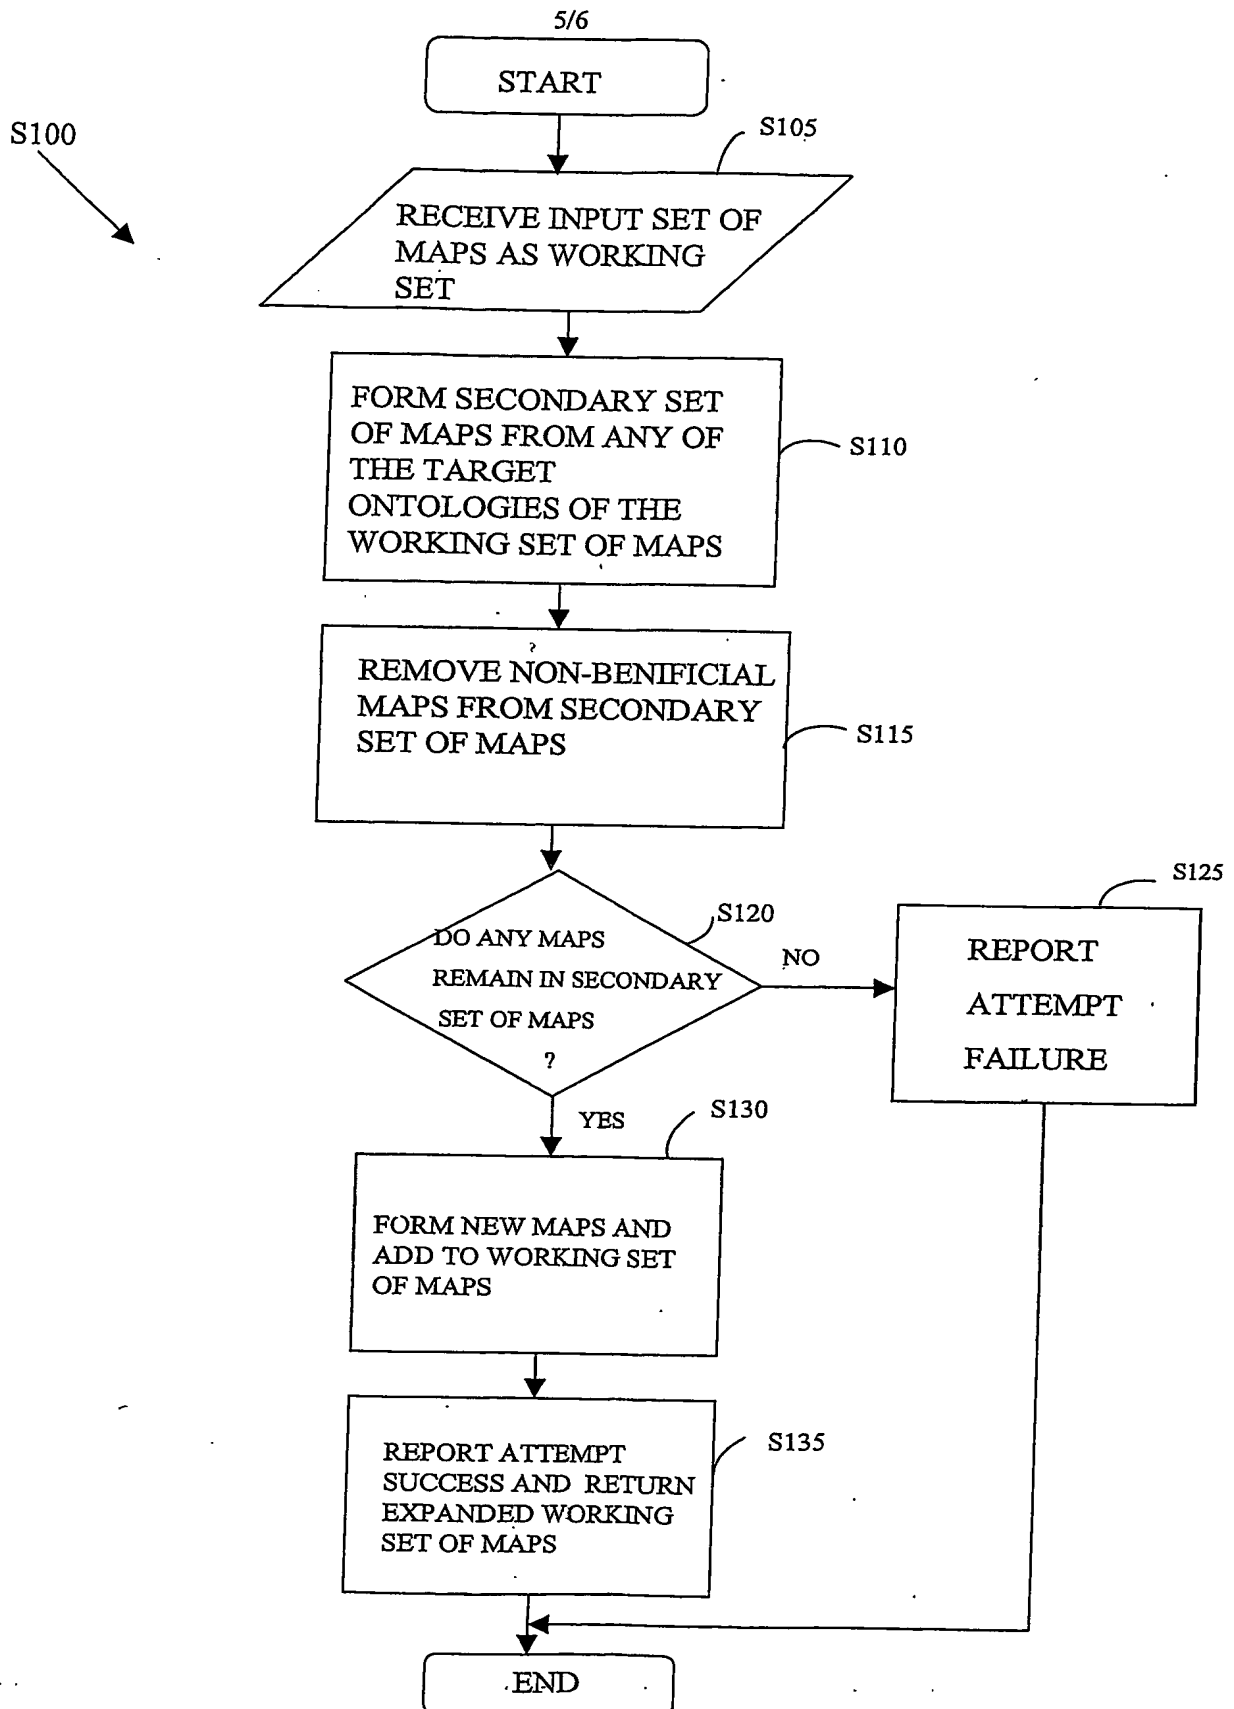 5/6
START
S100
S105
RECEIVE INPUT SET OF
MAPS AS WORKING
SET
FORM SECONDARY SET
OF MAPS FROM ANY OF
THE TARGET
ONTOLOGIES OF THE
WORKING SET OF MAPS
S110
REMOVE NON-BENIFICIAL
MAPS FROM SECONDARY
SET OF MAPS
S115
S120
DO ANY MAPS
REMAIN IN SECONDARY
SET OF MAPS
?
NO
S125
REPORT
ATTEMPT
FAILURE
YES
S130
FORM NEW MAPS AND
ADD TO WORKING SET
OF MAPS
S135
REPORT ATTEMPT
SUCCESS AND RETURN
EXPANDED WORKING
SET OF MAPS
END